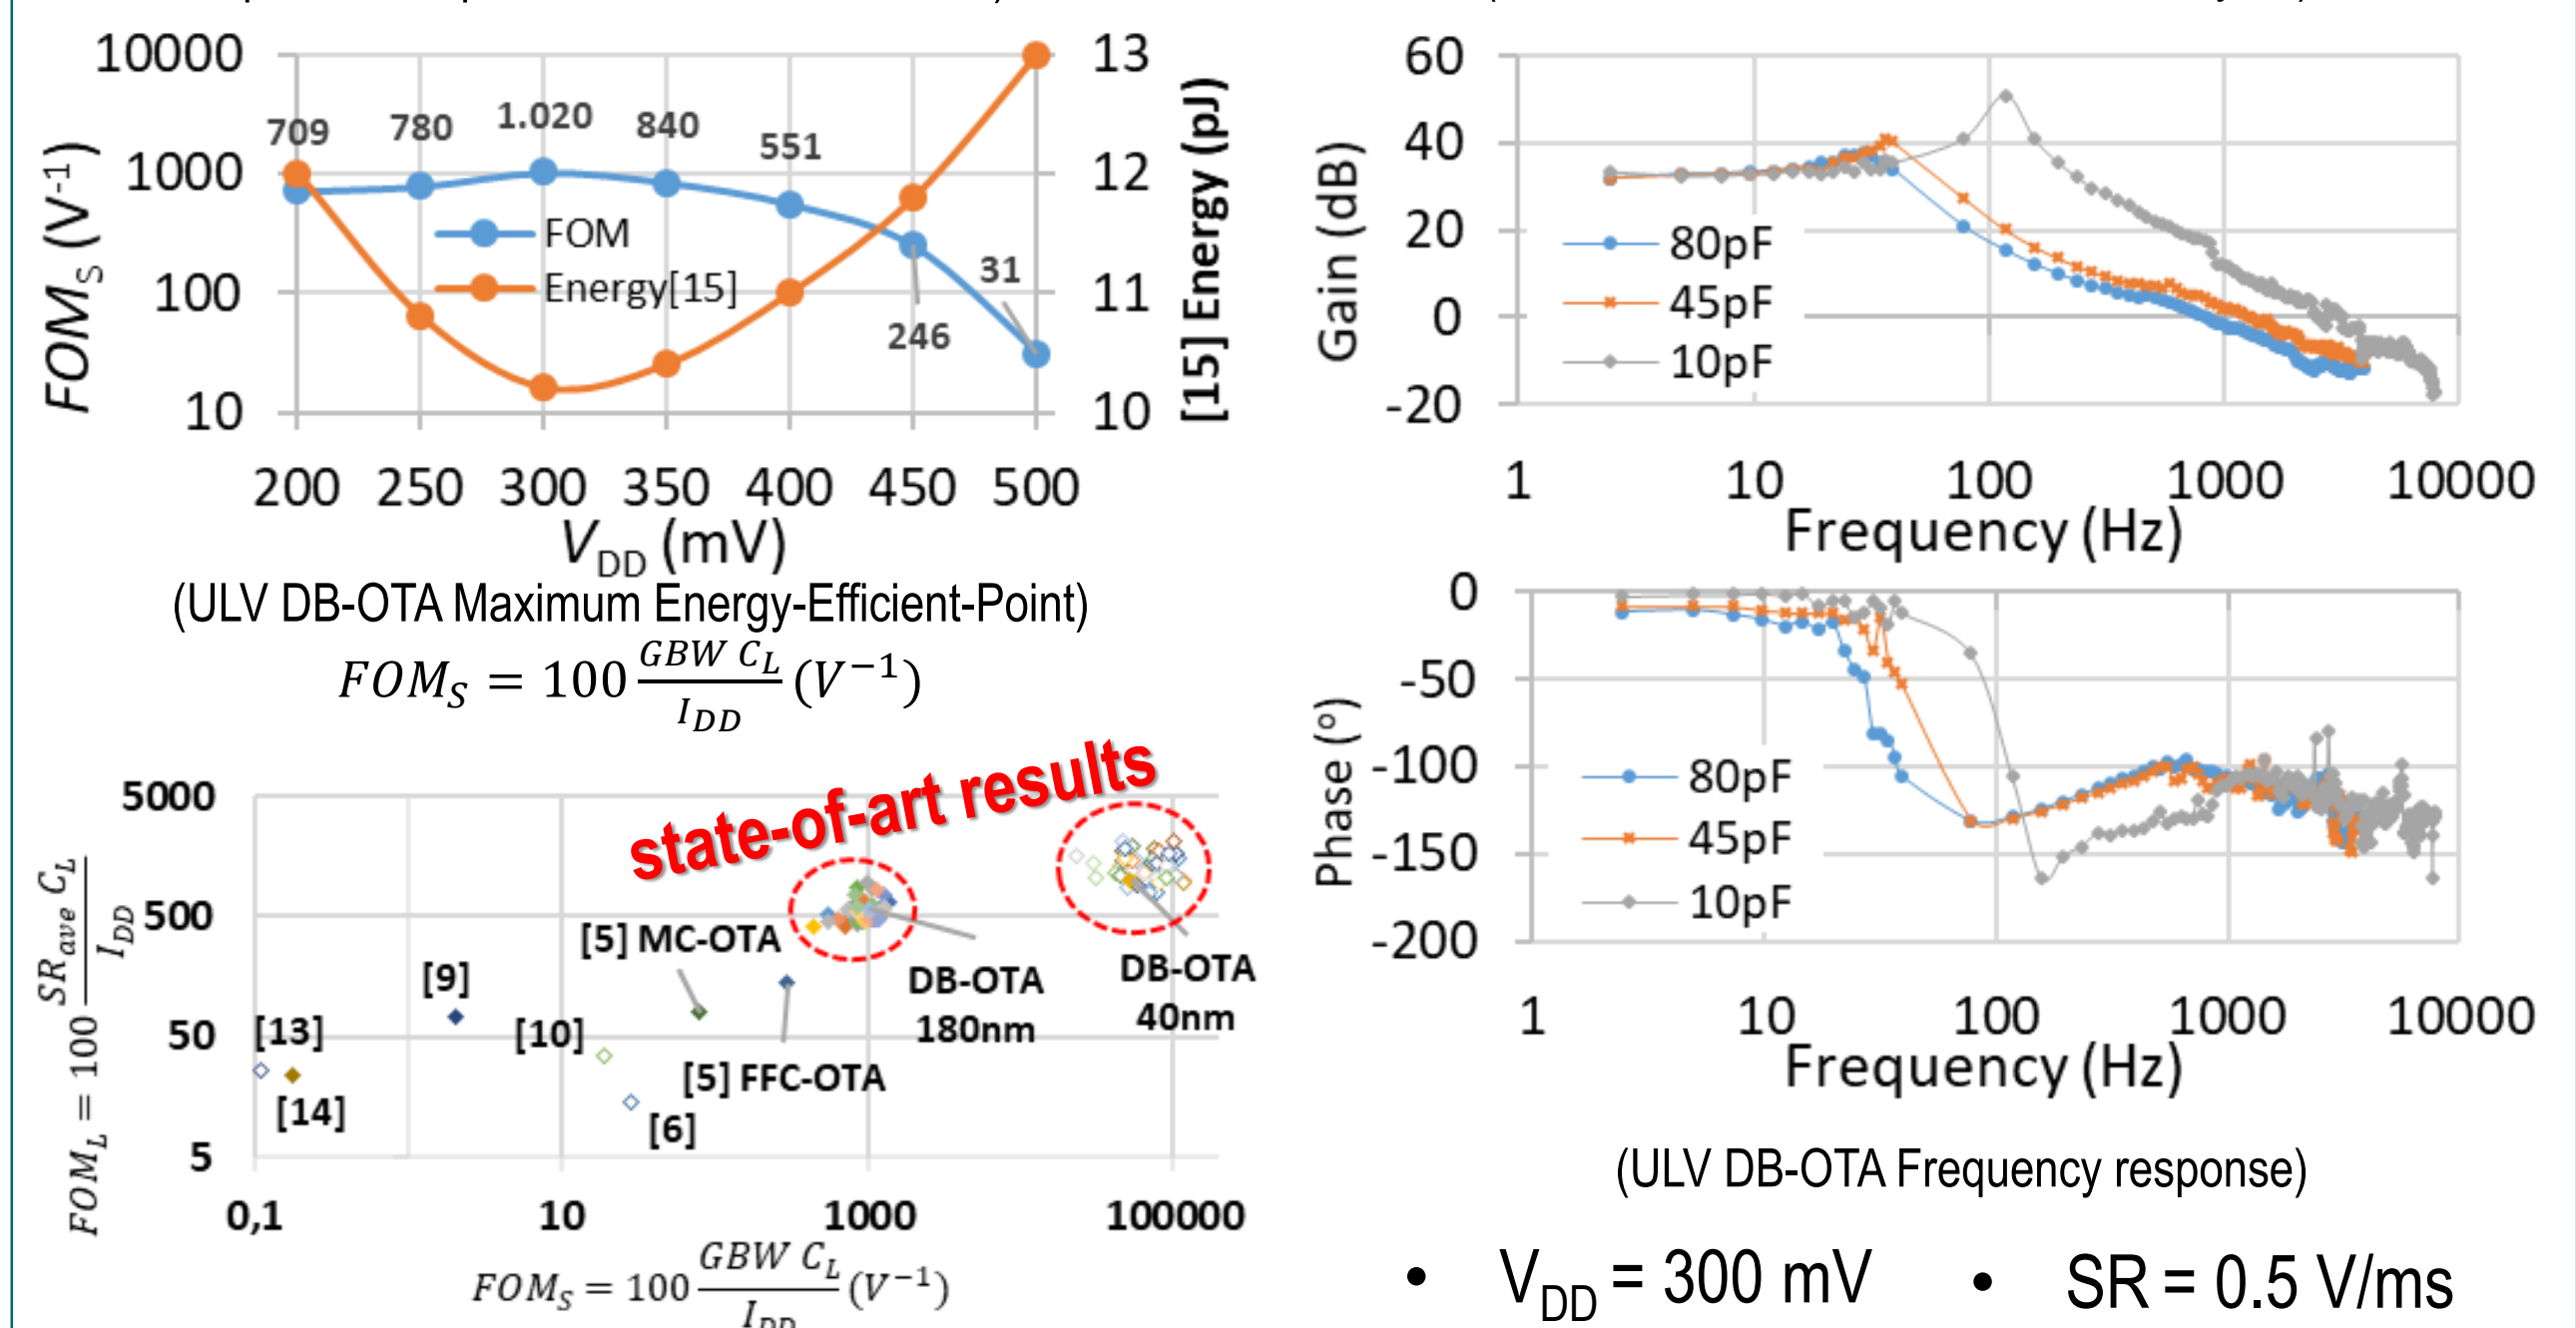 10000
1000
100
10
FOM_S (V^-1)
709
780
1.020
840
551
246
31
FOM
Energy[15]
13
12
11
10
[15] Energy (pJ)
200 250 300 350 400 450 500
V_DD (mV)
(ULV DB-OTA Maximum Energy-Efficient-Point)
FOM_S = 100 GBW C_L / I_DD (V^−1)
state-of-art results
5000
500
50
5
FOM_L = 100 SR_ave C_L / I_DD
[13]
[14]
[9]
[10]
[6]
[5] MC-OTA
[5] FFC-OTA
DB-OTA
180nm
DB-OTA
40nm
0,1 10 1000 100000
FOM_S = 100 GBW C_L / I_DD (V^−1)
60
40
20
0
-20
Gain (dB)
80pF
45pF
10pF
1 10 100 1000 10000
Frequency (Hz)
0
-50
-100
-150
-200
Phase (º)
80pF
45pF
10pF
1 10 100 1000 10000
Frequency (Hz)
(ULV DB-OTA Frequency response)
• V_DD = 300 mV
• SR = 0.5 V/ms